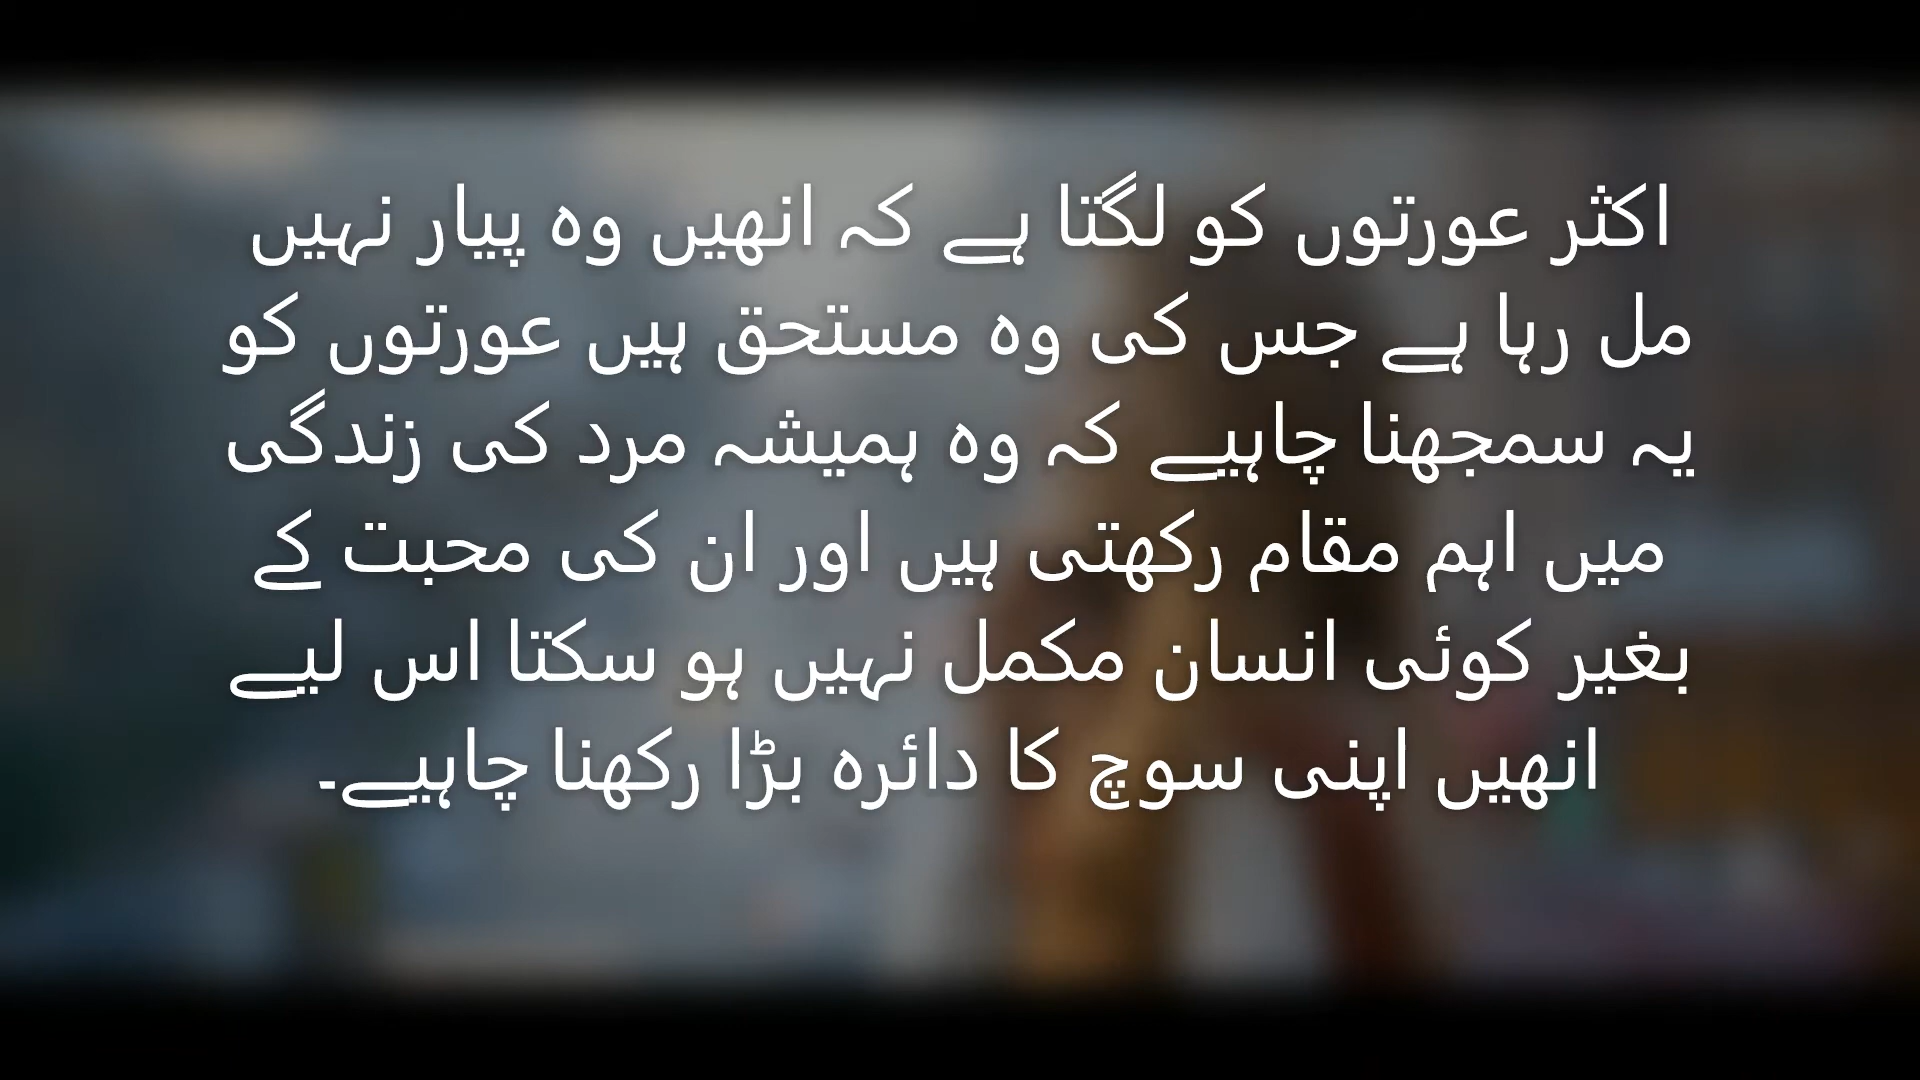 اکثر عورتوں کو لگتا ہے کہ انھیں وہ پیار نہیں
مل رہا ہے جس کی وہ مستحق ہیں عورتوں کو
یہ سمجھنا چاہیے کہ وہ ہمیشہ مرد کی زندگی
میں اہم مقام رکھتی ہیں اور ان کی محبت کے
بغیر کوئی انسان مکمل نہیں ہو سکتا اس لیے
انھیں اپنی سوچ کا دائرہ بڑا رکھنا چاہیے۔